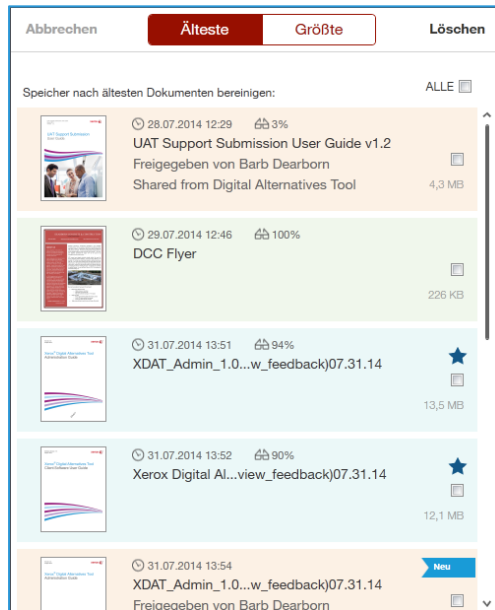 Abbrechen
Älteste
Größte
Löschen
Speicher nach ältesten Dokumenten bereinigen:
ALLE
28.07.2014 12:29 3%
UAT Support Submission User Guide v1.2
Freigegeben von Barb Dearborn
Shared from Digital Alternatives Tool
4,3 MB
UAT Support Submission
29.07.2014 12:46 100%
DCC Flyer
226 KB
31.07.2014 13:51 94%
XDAT_Admin_1.0...w_feedback)07.31.14
13,5 MB
31.07.2014 13:52 90%
Xerox Digital Al...view_feedback)07.31.14
12,1 MB
31.07.2014 13:54
Neu
XDAT_Admin_1.0...w_feedback)07.31.14
Freigegeben von Barb Dearborn